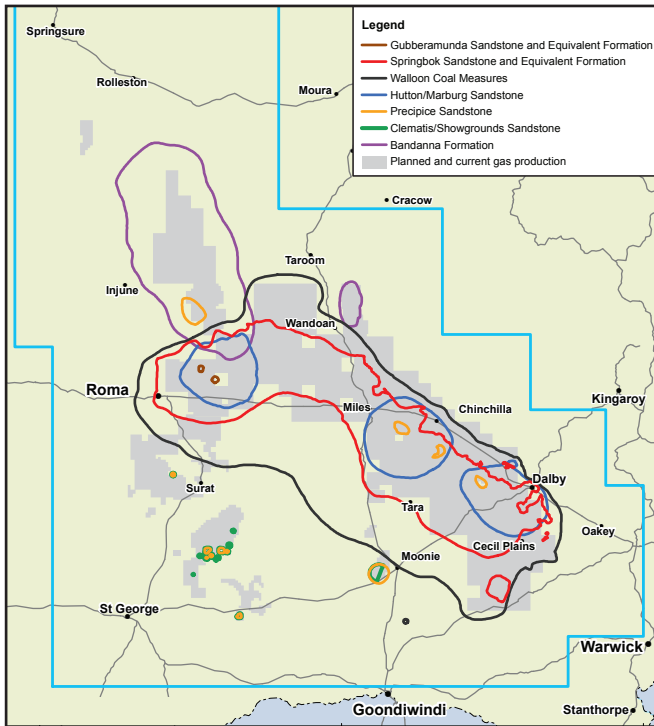 Legend
Gubberamunda Sandstone and Equivalent Formation
Springbok Sandstone and Equivalent Formation
Walloon Coal Measures
Hutton/Marburg Sandstone
Precipice Sandstone
Clematis/Showgrounds Sandstone
Bandanna Formation
Planned and current gas production
Springsure
Rolleston
Moura
Cracow
Taroom
Injune
Wandoan
Roma
Miles
Chinchilla
Kingaroy
Dalby
Surat
Tara
Cecil Plains
Oakey
Moonie
St George
Warwick
Goondiwindi
Stanthorpe